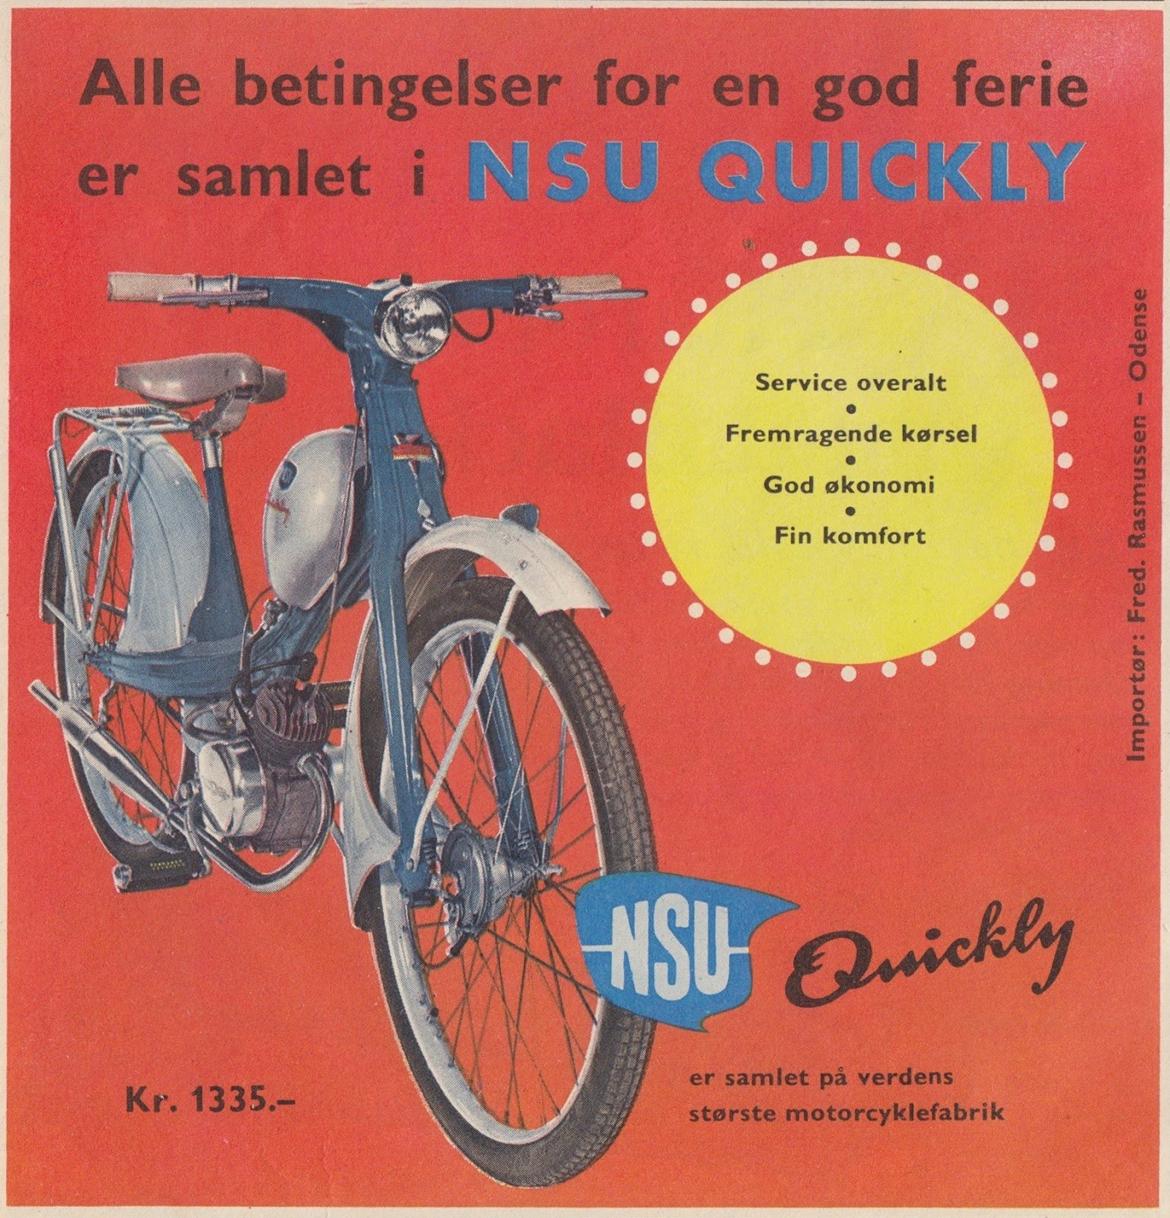 Alle betingelser for en god ferie
er samlet i NSU QUICKLY
Service overalt
•
Fremragende kørsel
•
God økonomi
•
Fin komfort
Importør: Fred. Rasmussen – Odense
NSU
Quickly
er samlet på verdens
største motorcyklefabrik
Kr. 1335.–